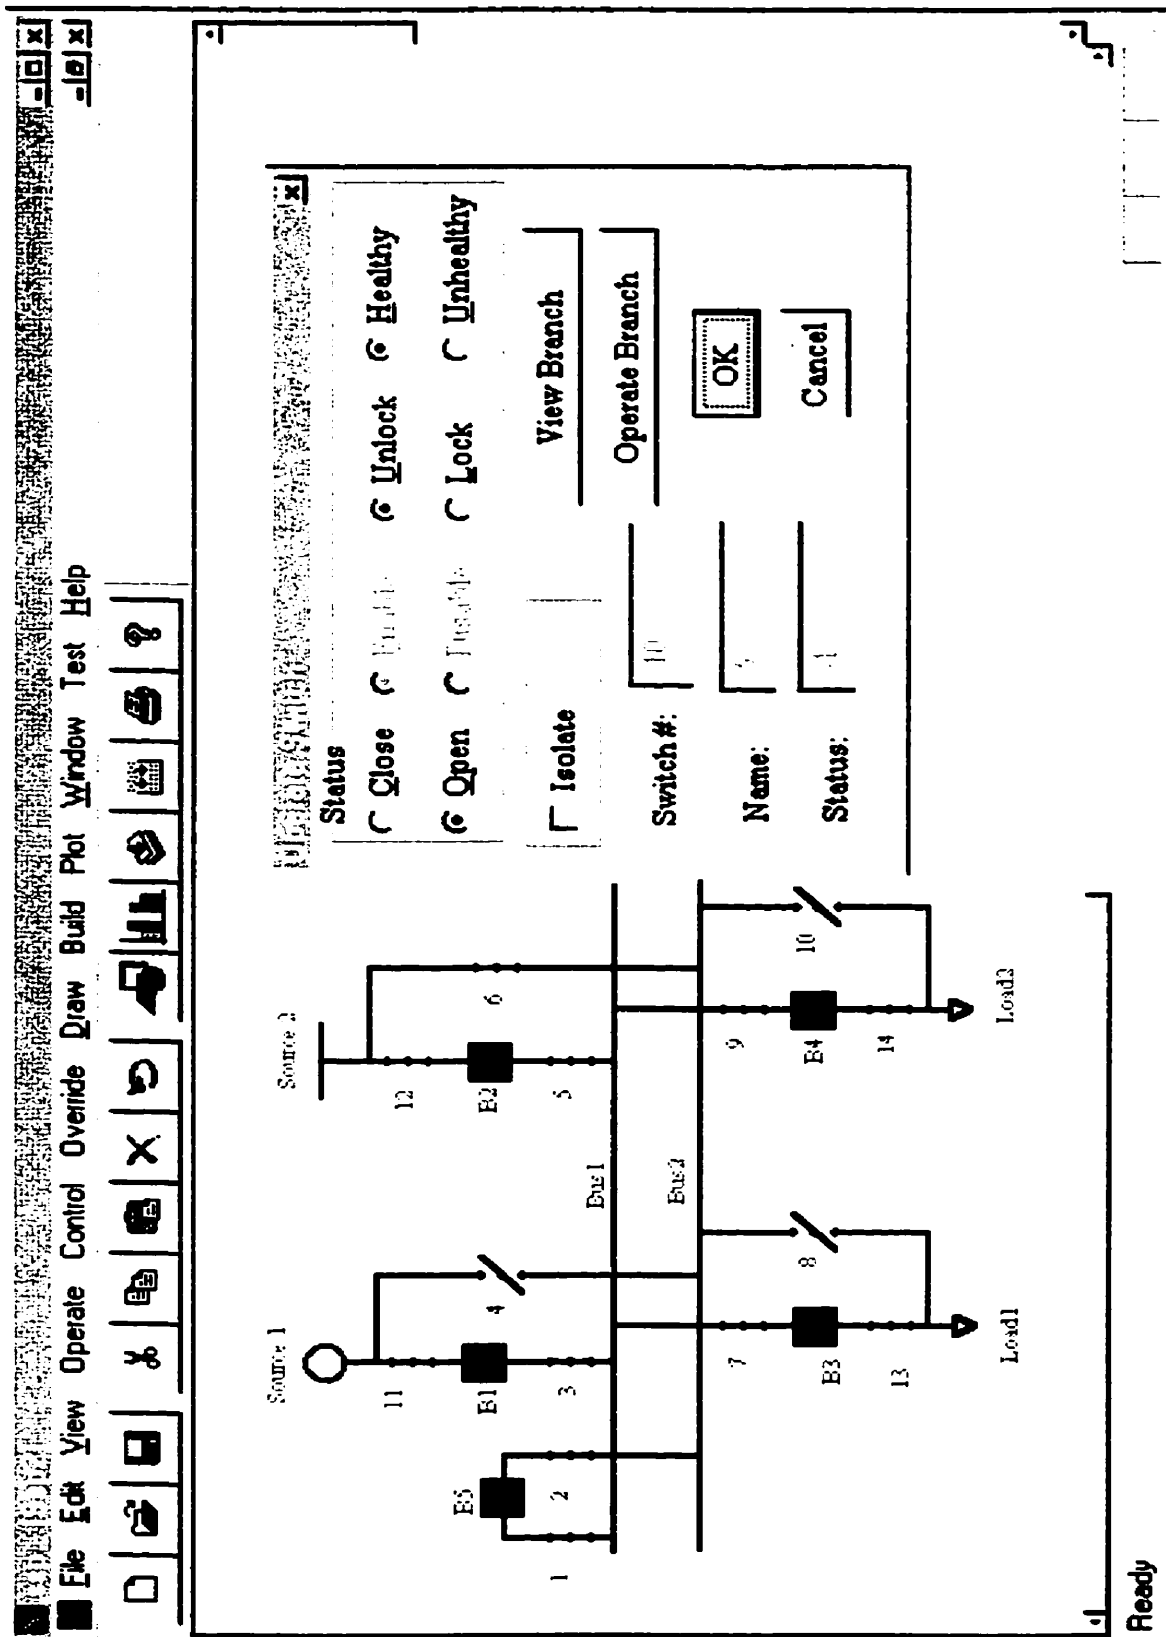 File Edit View Operate Control Override Draw Build Plot Window Test Help
Source 1
Source 2
11
4
12
6
B5
B1
B2
1
2
3
5
Bus1
Bus2
7
8
9
10
B3
B4
13
14
Load1
Load2
Status
Close
Unlock
Healthy
Open
Lock
Unhealthy
Isolate
View Branch
Switch #: 10
Operate Branch
Name:
OK
Status:
Cancel
Ready